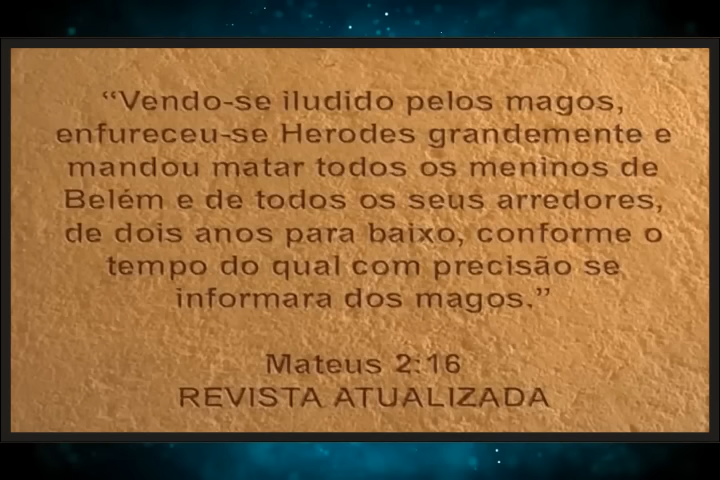 “Vendo-se iludido pelos magos,
enfureceu-se Herodes grandemente e
mandou matar todos os meninos de
Belém e de todos os seus arredores,
de dois anos para baixo, conforme o
tempo do qual com precisão se
informara dos magos.”
Mateus 2:16
REVISTA ATUALIZADA